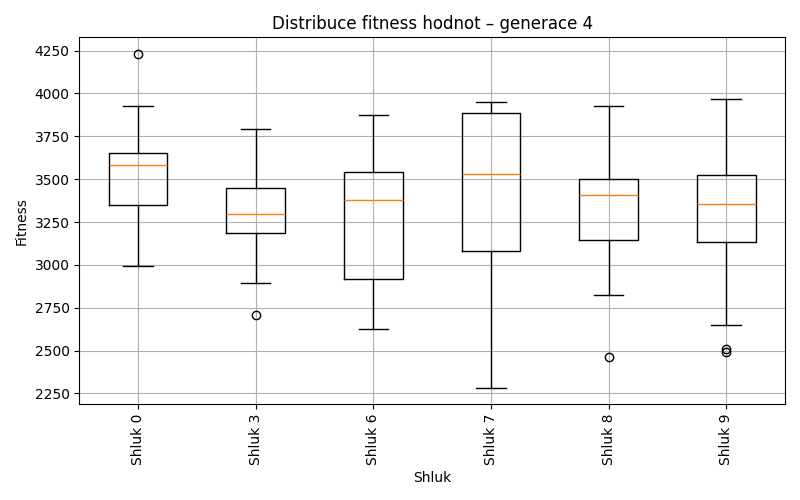 Distribuce fitness hodnot – generace 4
4250
4000
3750
3500
3250
3000
2750
2500
2250
Fitness
Shluk 0
Shluk 3
Shluk 6
Shluk 7
Shluk 8
Shluk 9
Shluk